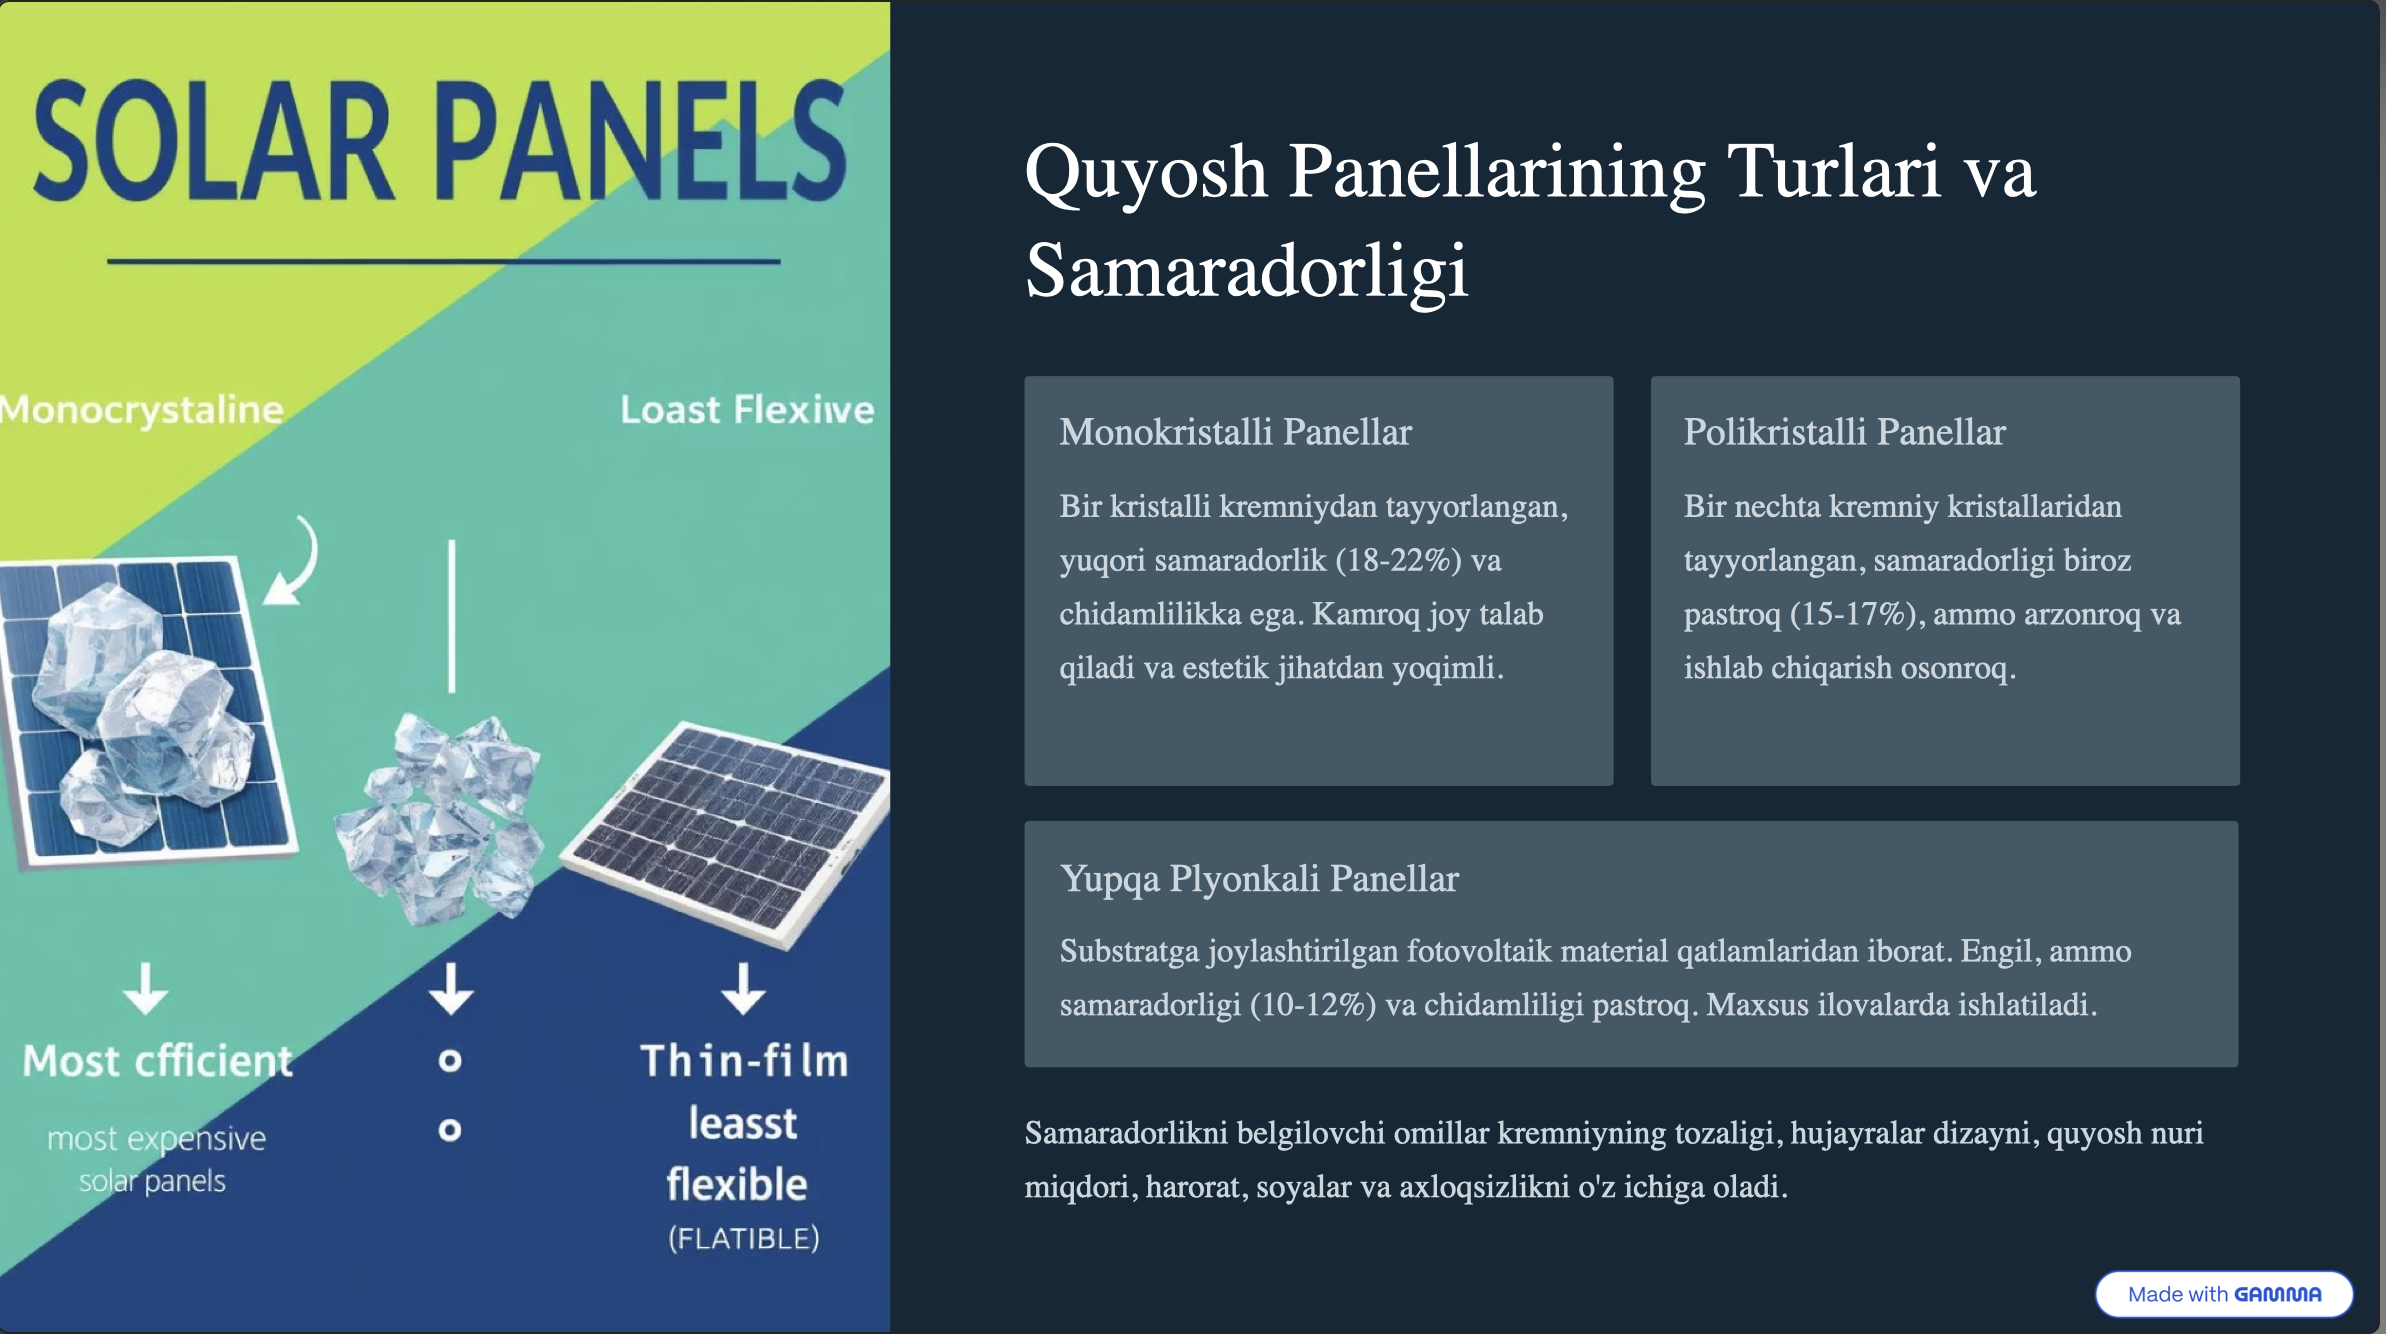 SOLAR PANELS
Monocrystaline
Loast Flexiwe
Most cfficient
most expensive
solar panels
Thin-film
leasst
flexible
(FLATIBLE)
Quyosh Panellarining Turlari va
Samaradorligi
Monokristalli Panellar
Bir kristalli kremniydan tayyorlangan,
yuqori samaradorlik (18-22%) va
chidamlilikka ega. Kamroq joy talab
qiladi va estetik jihatdan yoqimli.
Polikristalli Panellar
Bir nechta kremniy kristallaridan
tayyorlangan, samaradorligi biroz
pastroq (15-17%), ammo arzonroq va
ishlab chiqarish osonroq.
Yupqa Plyonkali Panellar
Substratga joylashtirilgan fotovoltaik material qatlamlaridan iborat. Engil, ammo
samaradorligi (10-12%) va chidamliligi pastroq. Maxsus ilovalarda ishlatiladi.
Samaradorlikni belgilovchi omillar kremniyning tozaligi, hujayralar dizayni, quyosh nuri
miqdori, harorat, soyalar va axloqsizlikni o'z ichiga oladi.
Made with GAMMA